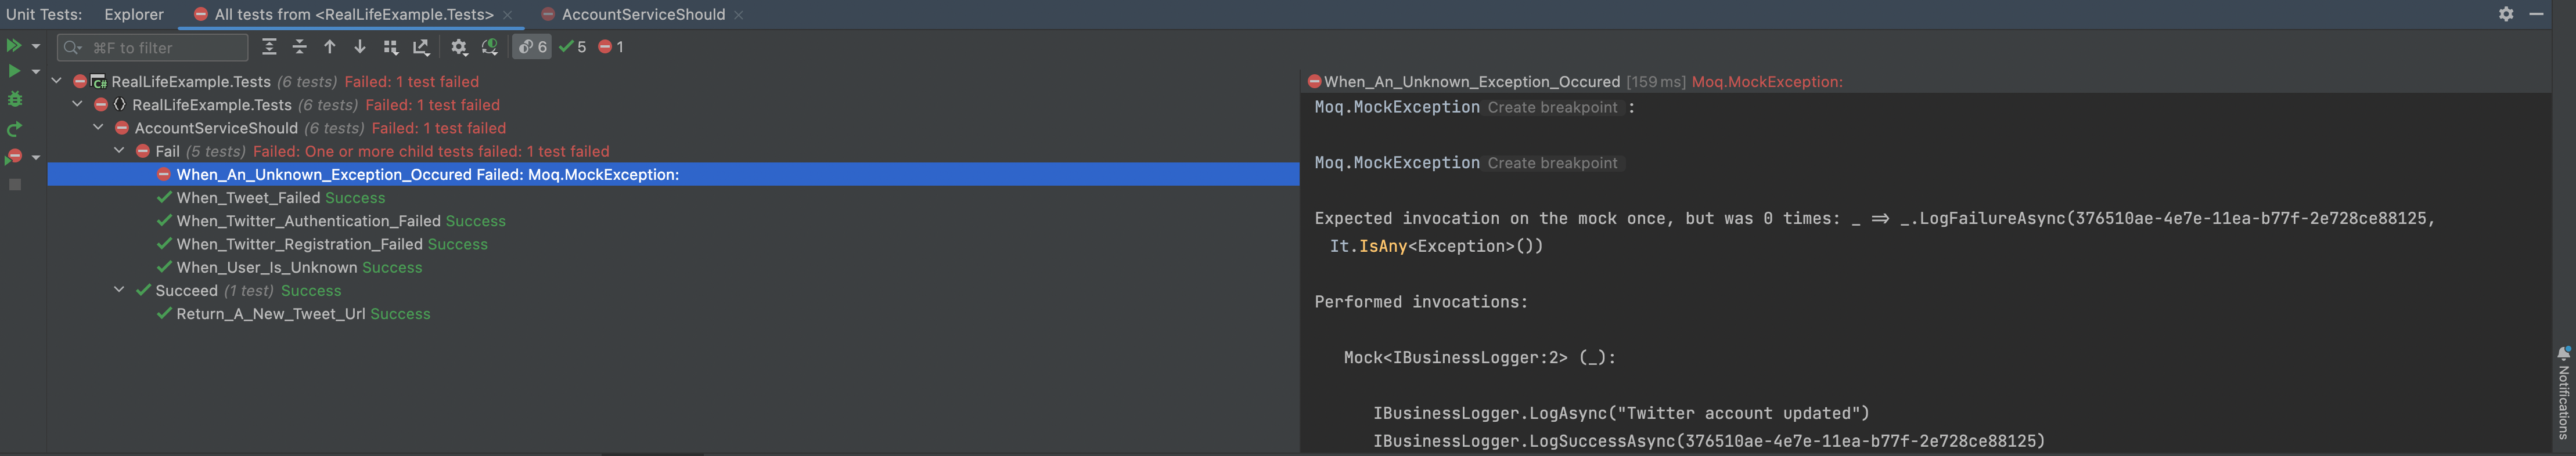 Unit Tests: Explorer All tests from <RealLifeExample.Tests> AccountServiceShould
⌘F to filter 6 5 1
RealLifeExample.Tests (6 tests) Failed: 1 test failed
RealLifeExample.Tests (6 tests) Failed: 1 test failed
AccountServiceShould (6 tests) Failed: 1 test failed
Fail (5 tests) Failed: One or more child tests failed: 1 test failed
When_An_Unknown_Exception_Occured Failed: Moq.MockException:
When_Tweet_Failed Success
When_Twitter_Authentication_Failed Success
When_Twitter_Registration_Failed Success
When_User_Is_Unknown Success
Succeed (1 test) Success
Return_A_New_Tweet_Url Success
When_An_Unknown_Exception_Occured [159 ms] Moq.MockException:
Moq.MockException Create breakpoint :
Moq.MockException Create breakpoint
Expected invocation on the mock once, but was 0 times: _ => _.LogFailureAsync(376510ae-4e7e-11ea-b77f-2e728ce88125,
It.IsAny<Exception>())
Performed invocations:
Mock<IBusinessLogger:2> (_):
IBusinessLogger.LogAsync("Twitter account updated")
IBusinessLogger.LogSuccessAsync(376510ae-4e7e-11ea-b77f-2e728ce88125)
Notifications